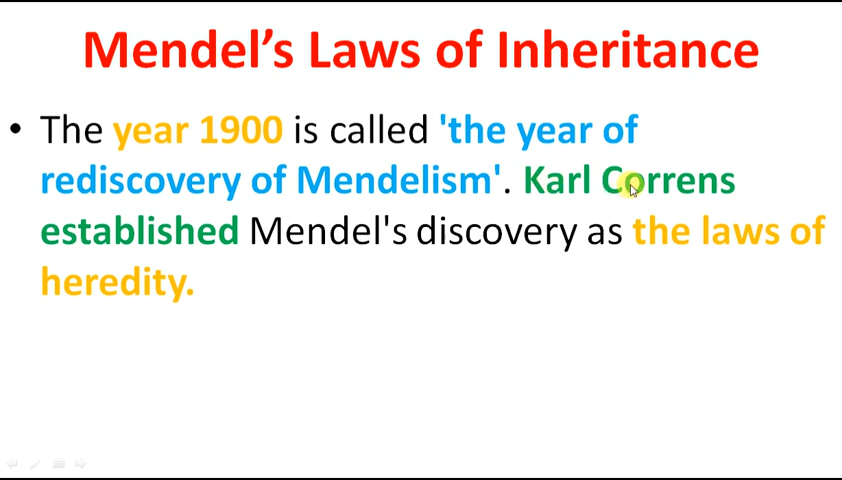 Mendel’s Laws of Inheritance
• The year 1900 is called 'the year of
rediscovery of Mendelism'. Karl Correns
established Mendel's discovery as the laws of
heredity.